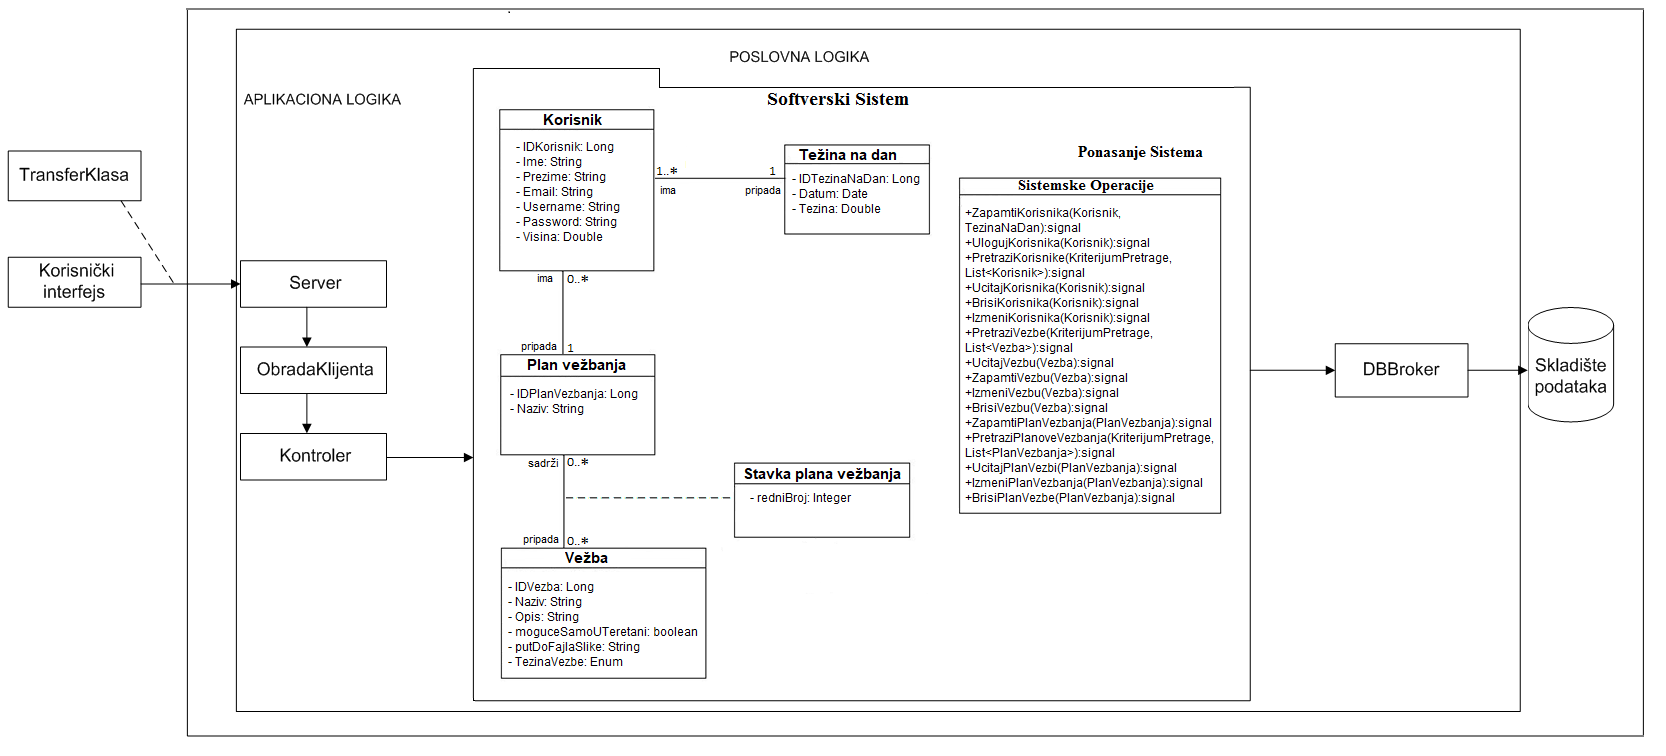 POSLOVNA LOGIKA
APLIKACIONA LOGIKA
Softverski Sistem
TransferKlasa
Korisnički
interfejs
Server
ObradaKlijenta
Kontroler
Korisnik
- IDKorisnik: Long
- Ime: String
- Prezime: String
- Email: String
- Username: String
- Password: String
- Visina: Double
1..*
ima
1
pripada
Težina na dan
- IDTezinaNaDan: Long
- Datum: Date
- Tezina: Double
ima
0..*
pripada
1
Plan vežbanja
- IDPlanVezbanja: Long
- Naziv: String
sadrži
0..*
Stavka plana vežbanja
- redniBroj: Integer
pripada
0..*
Vežba
- IDVezba: Long
- Naziv: String
- Opis: String
- moguceSamoUTeretani: boolean
- putDoFajlaSlike: String
- TezinaVezbe: Enum
Ponasanje Sistema
Sistemske Operacije
+ZapamtiKorisnika(Korisnik,
TezinaNaDan):signal
+UlogujKorisnika(Korisnik):signal
+PretraziKorisnike(KriterijumPretrage,
List<Korisnik>):signal
+UcitajKorisnika(Korisnik):signal
+BrisiKorisnika(Korisnik):signal
+IzmeniKorisnika(Korisnik):signal
+PretraziVezbe(KriterijumPretrage,
List<Vezba>):signal
+UcitajVezbu(Vezba):signal
+ZapamtiVezbu(Vezba):signal
+IzmeniVezbu(Vezba):signal
+BrisiVezbu(Vezba):signal
+ZapamtiPlanVezbanja(PlanVezbanja):signal
+PretraziPlanoveVezbanja(KriterijumPretrage,
List<PlanVezbanja>):signal
+UcitajPlanVezbi(PlanVezbanja):signal
+IzmeniPlanVezbanja(PlanVezbanja):signal
+BrisiPlanVezbe(PlanVezbanja):signal
DBBroker
Skladište
podataka